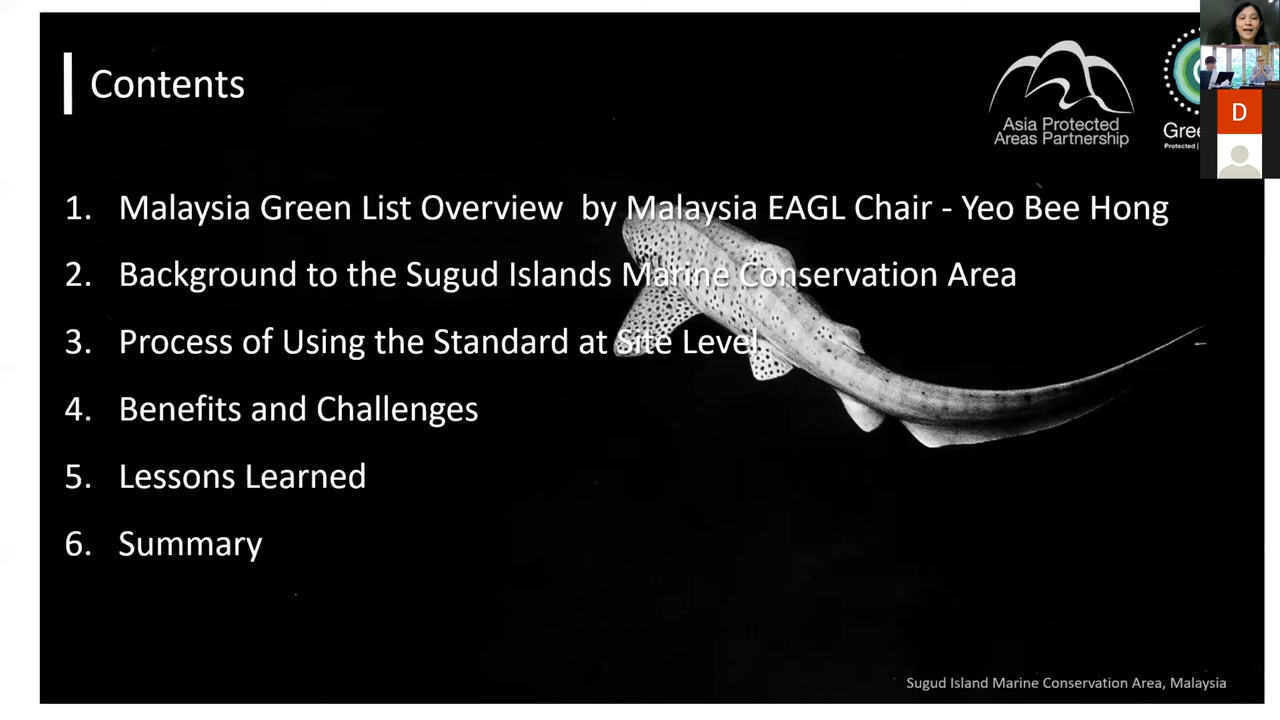 Contents
Asia Protected
Areas Partnership
Gree
Protected |
D
1. Malaysia Green List Overview by Malaysia EAGL Chair - Yeo Bee Hong
2. Background to the Sugud Islands Marine Conservation Area
3. Process of Using the Standard at Site Level
4. Benefits and Challenges
5. Lessons Learned
6. Summary
Sugud Island Marine Conservation Area, Malaysia